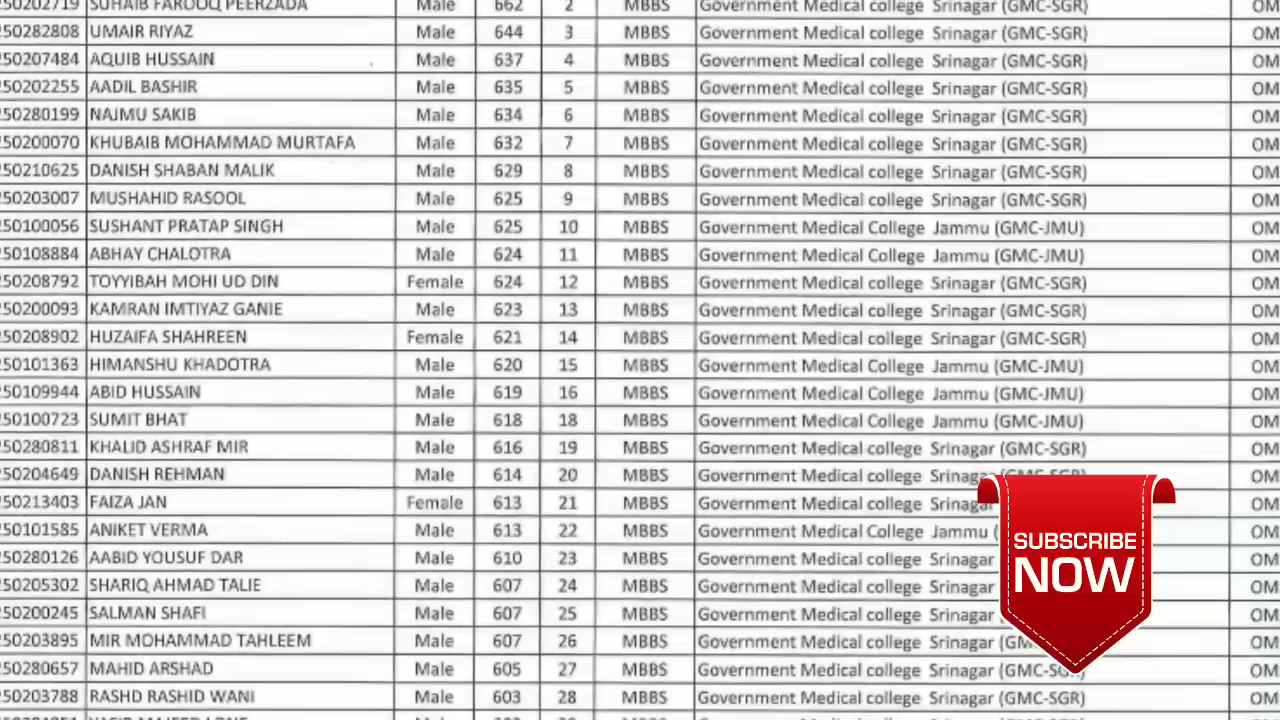 250202719 SUHAIB FAROOQ PEERZADA Male 662 2 MBBS Government Medical college Srinagar (GMC-SGR) OM
250282808 UMAIR RIYAZ Male 644 3 MBBS Government Medical college Srinagar (GMC-SGR) OM
250207484 AQUIB HUSSAIN Male 637 4 MBBS Government Medical college Srinagar (GMC-SGR) OM
250202255 AADIL BASHIR Male 635 5 MBBS Government Medical college Srinagar (GMC-SGR) OM
250280199 NAJMU SAKIB Male 634 6 MBBS Government Medical college Srinagar (GMC-SGR) OM
250200070 KHUBAIB MOHAMMAD MURTAFA Male 632 7 MBBS Government Medical college Srinagar (GMC-SGR) OM
250210625 DANISH SHABAN MALIK Male 629 8 MBBS Government Medical college Srinagar (GMC-SGR) OM
250203007 MUSHAHID RASOOL Male 625 9 MBBS Government Medical college Srinagar (GMC-SGR) OM
250100056 SUSHANT PRATAP SINGH Male 625 10 MBBS Government Medical College Jammu (GMC-JMU) OM
250108884 ABHAY CHALOTRA Male 624 11 MBBS Government Medical College Jammu (GMC-JMU) OM
250208792 TOYYIBAH MOHI UD DIN Female 624 12 MBBS Government Medical college Srinagar (GMC-SGR) OM
250200093 KAMRAN IMTIYAZ GANIE Male 623 13 MBBS Government Medical college Srinagar (GMC-SGR) OM
250208902 HUZAIFA SHAHREEN Female 621 14 MBBS Government Medical college Srinagar (GMC-SGR) OM
250101363 HIMANSHU KHADOTRA Male 620 15 MBBS Government Medical College Jammu (GMC-JMU) OM
250109944 ABID HUSSAIN Male 619 16 MBBS Government Medical College Jammu (GMC-JMU) OM
250100723 SUMIT BHAT Male 618 18 MBBS Government Medical College Jammu (GMC-JMU) OM
250280811 KHALID ASHRAF MIR Male 616 19 MBBS Government Medical college Srinagar (GMC-SGR) OM
250204649 DANISH REHMAN Male 614 20 MBBS Government Medical college Srinagar (GMC-SGR) OM
250213403 FAIZA JAN Female 613 21 MBBS Government Medical college Srinagar OM
250101585 ANIKET VERMA Male 613 22 MBBS Government Medical College Jammu ( OM
250280126 AABID YOUSUF DAR Male 610 23 MBBS Government Medical college Srinagar OM
250205302 SHARIQ AHMAD TALIE Male 607 24 MBBS Government Medical college Srinagar OM
250200245 SALMAN SHAFI Male 607 25 MBBS Government Medical college Srinagar OM
250203895 MIR MOHAMMAD TAHLEEM Male 607 26 MBBS Government Medical college Srinagar (GM OM
250280657 MAHID ARSHAD Male 605 27 MBBS Government Medical college Srinagar (GMC-SGR) OM
250203788 RASHD RASHID WANI Male 603 28 MBBS Government Medical college Srinagar (GMC-SGR) OM
SUBSCRIBE
NOW